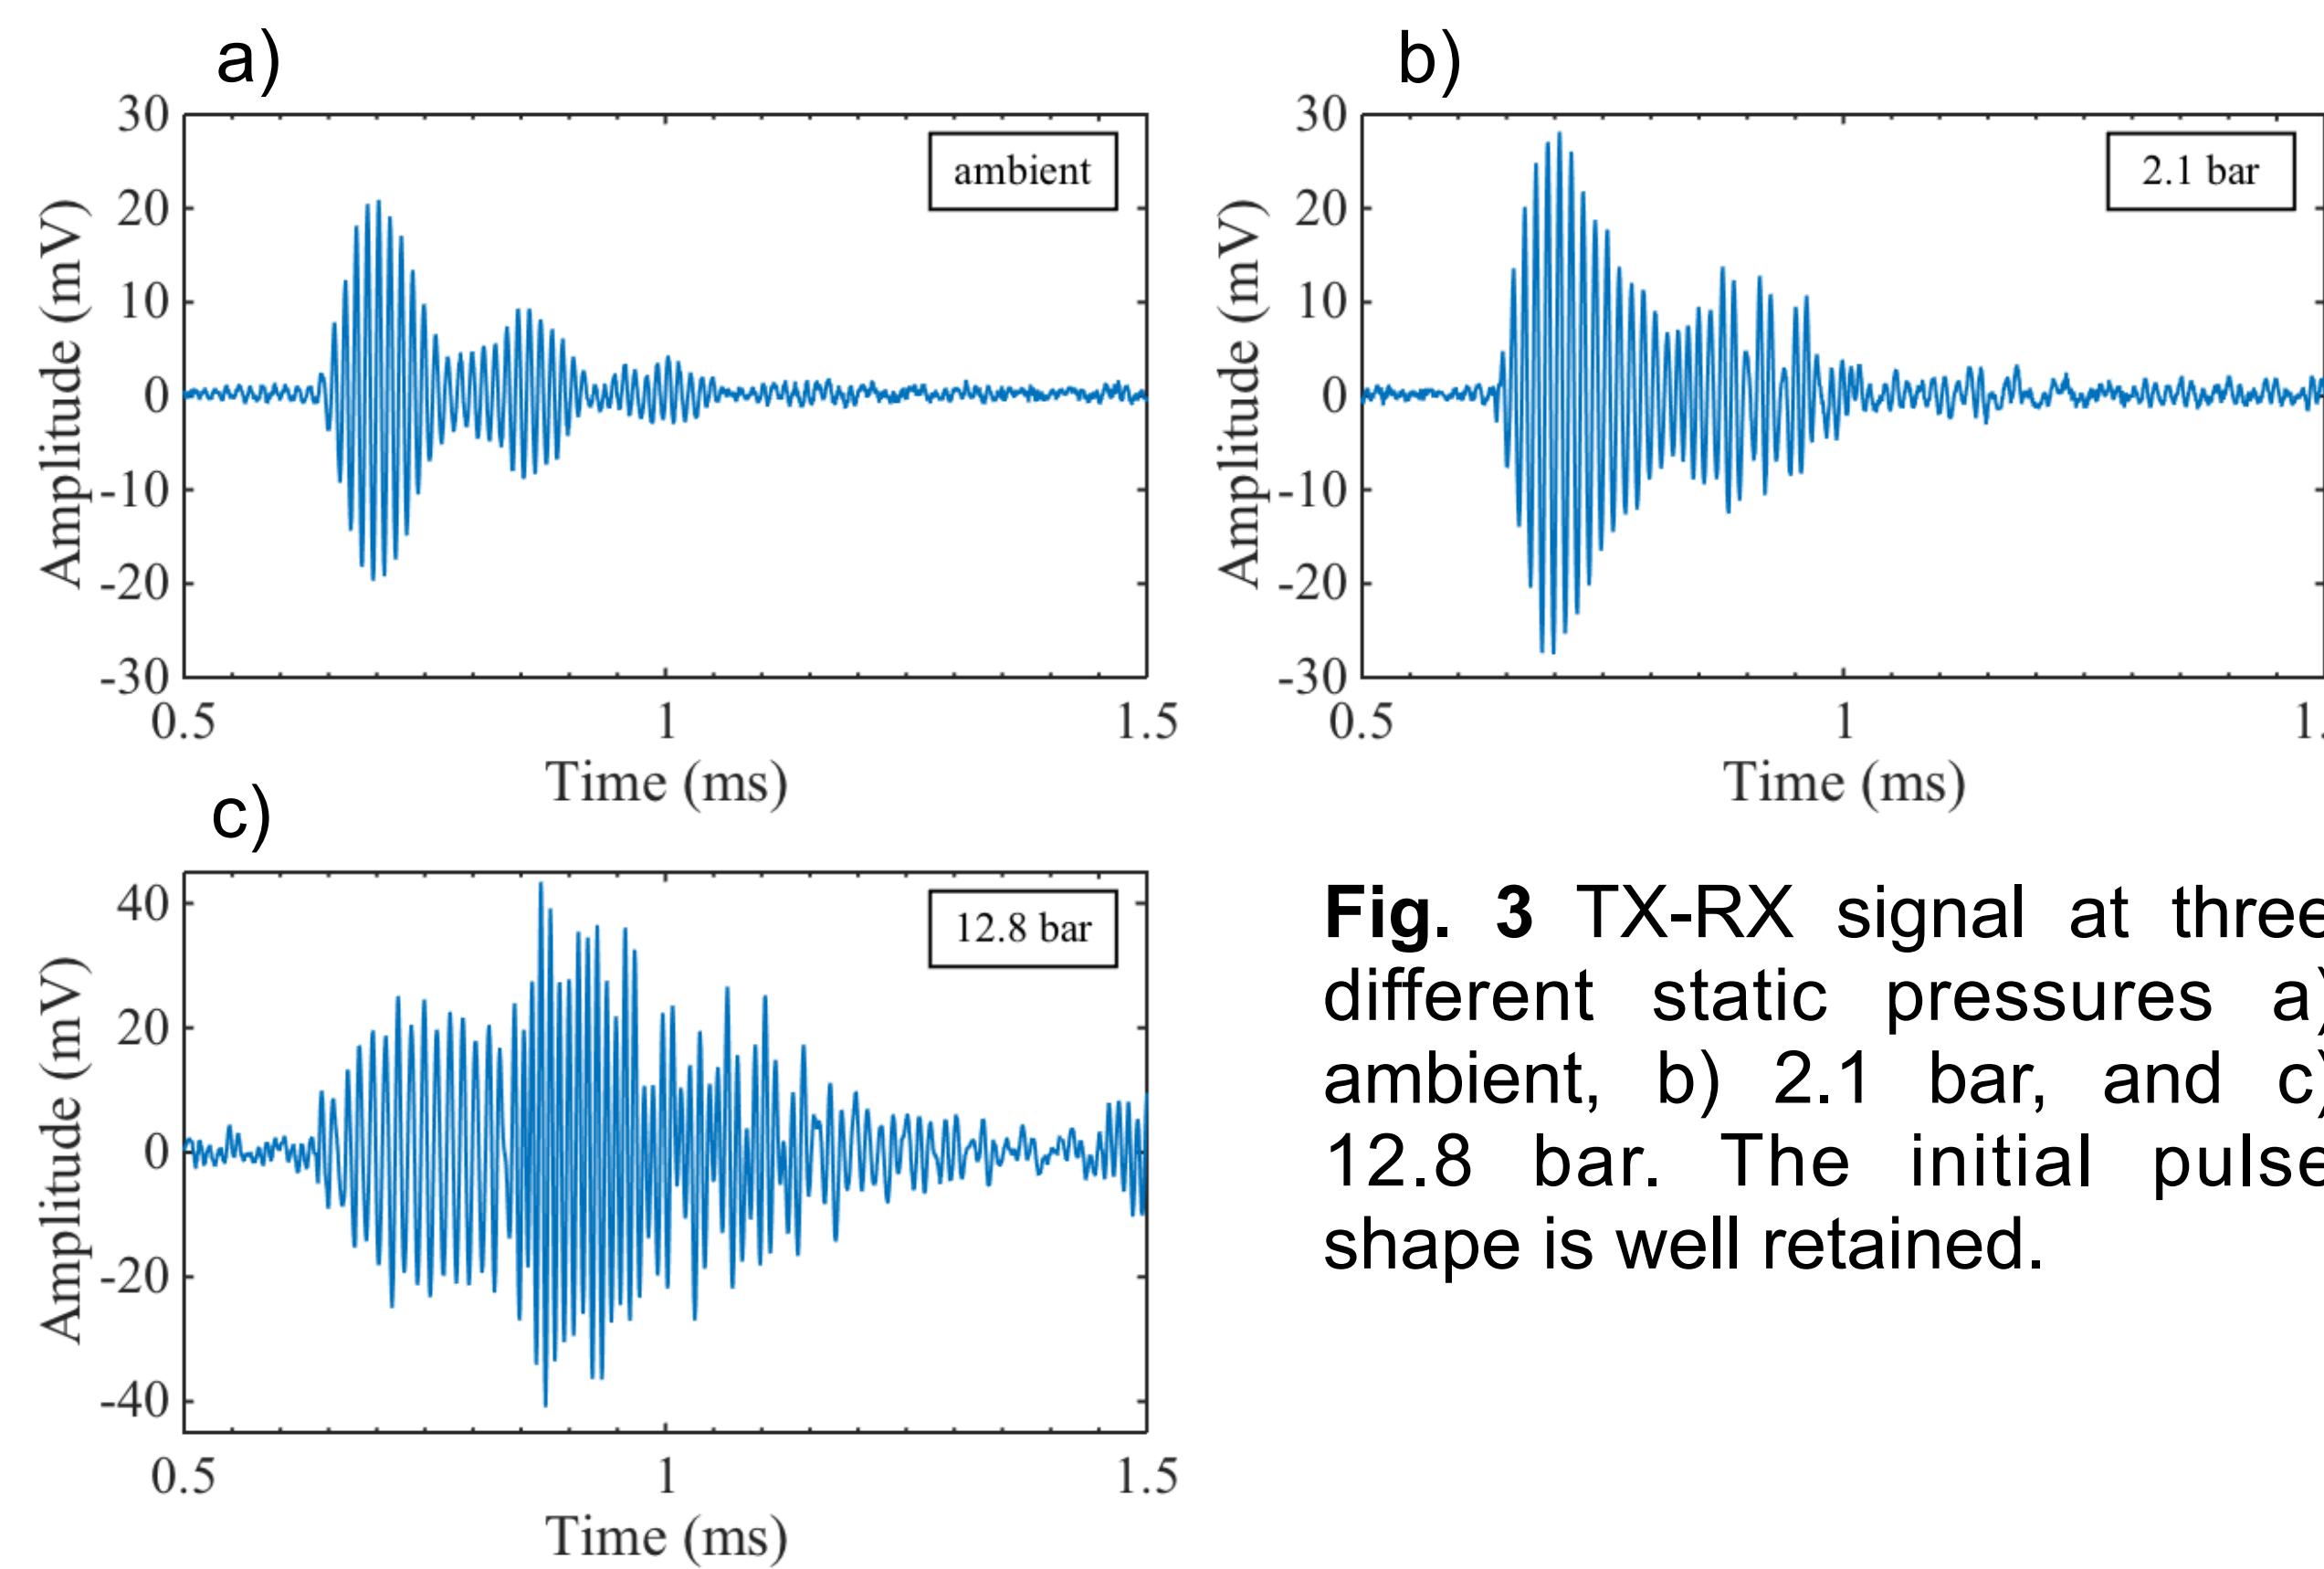 a)
30
20
10
0
-10
-20
-30
Amplitude (mV)
ambient
0.5 1 1.5
Time (ms)
b)
30
20
10
0
-10
-20
-30
Amplitude (mV)
2.1 bar
0.5 1 1.
Time (ms)
c)
40
20
0
-20
-40
Amplitude (mV)
12.8 bar
0.5 1 1.5
Time (ms)
Fig. 3 TX-RX signal at three
different static pressures a)
ambient, b) 2.1 bar, and c)
12.8 bar. The initial pulse
shape is well retained.